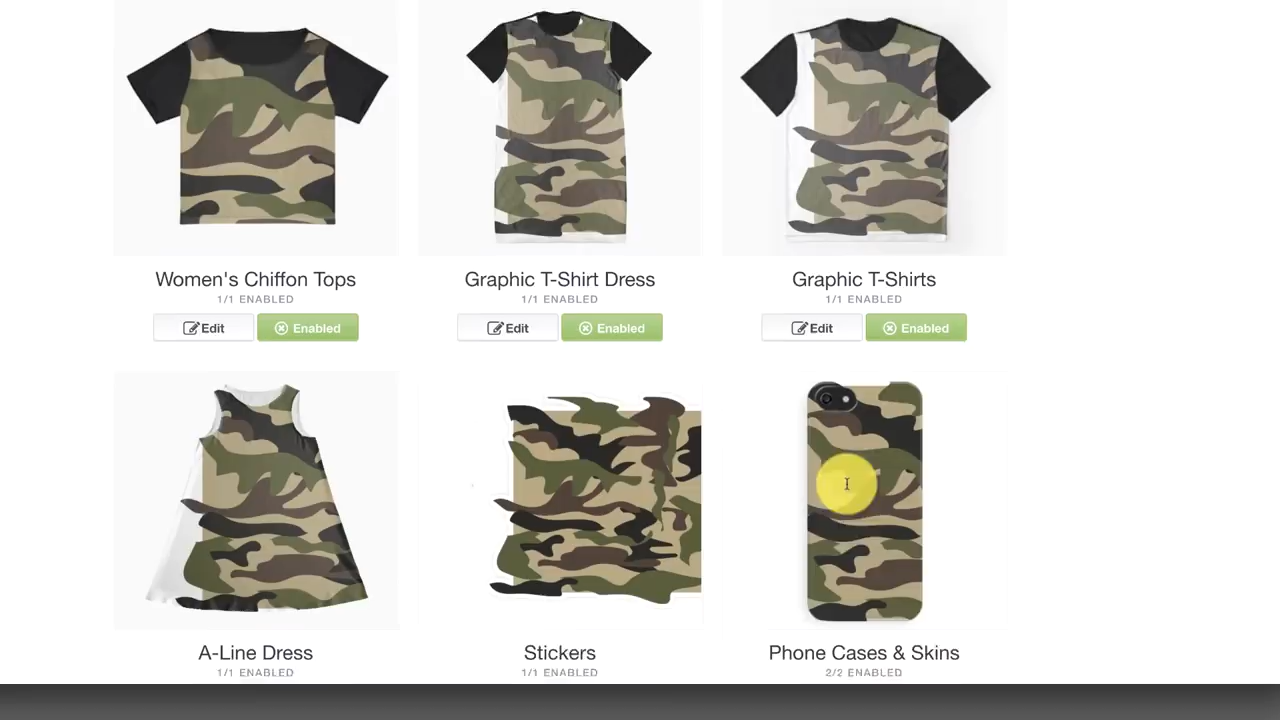 Women's Chiffon Tops
1/1 ENABLED
Edit
Enabled
Graphic T-Shirt Dress
1/1 ENABLED
Edit
Enabled
Graphic T-Shirts
1/1 ENABLED
Edit
Enabled
A-Line Dress
1/1 ENABLED
Stickers
1/1 ENABLED
Phone Cases & Skins
2/2 ENABLED